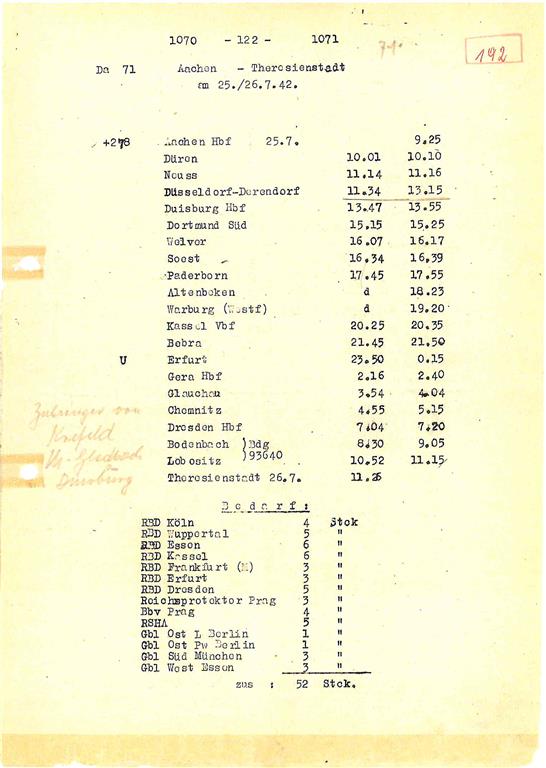 1070 - 122 - 1071
192
Da 71 Aachen - Theresienstadt
am 25./26.7.42.
+278 Aachen Hbf 25.7. 9.25
Düren 10.01 10.10
Neuss 11.14 11.16
Düsseldorf-Derendorf 11.34 13.15
Duisburg Hbf 13.47 13.55
Dortmund Süd 15.15 15.25
Welver 16.07 16.17
Soest 16.34 16.39
Paderborn 17.45 17.55
Altenbeken d 18.23
Warburg (Westf) d 19.20
Kassel Vbf 20.25 20.35
Bebra 21.45 21.50
U Erfurt 23.50 0.15
Gera Hbf 2.16 2.40
Glauchau 3.54 4.04
Chemnitz 4.55 5.15
Dresden Hbf 7.04 7.20
Bodenbach )Bdg 8.30 9.05
Lobositz )93640 10.52 11.15
Theresienstadt 26.7. 11.26
Zubringer von
Krefeld
M-Gladbach
Duisburg
B e d a r f :
RBD Köln 4 Stck
RBD Wuppertal 5 "
RBD Essen 6 "
RBD Kassel 6 "
RBD Frankfurt (M) 3 "
RBD Erfurt 3 "
RBD Dresden 5 "
Reichsprotektor Prag 3 "
Bbv Prag 4 "
RSHA 5 "
Gbl Ost L Berlin 1 "
Gbl Ost Pw Berlin 1 "
Gbl Süd München 3 "
Gbl West Essen 3 "
zus : 52 Stck.